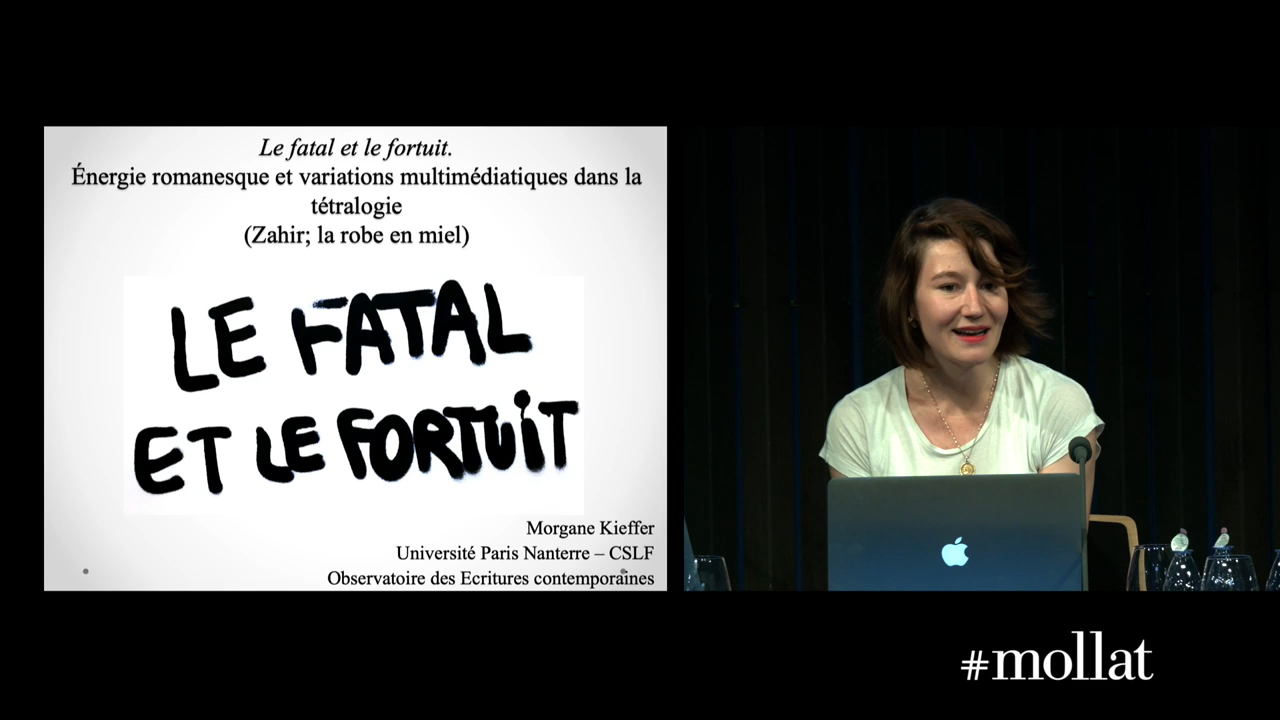 Le fatal et le fortuit.
Énergie romanesque et variations multimédiatiques dans la
tétralogie
(Zahir; la robe en miel)
LE FATAL
ET LE FORTUIT
Morgane Kieffer
Université Paris Nanterre – CSLF
Observatoire des Ecritures contemporaines
#mollat